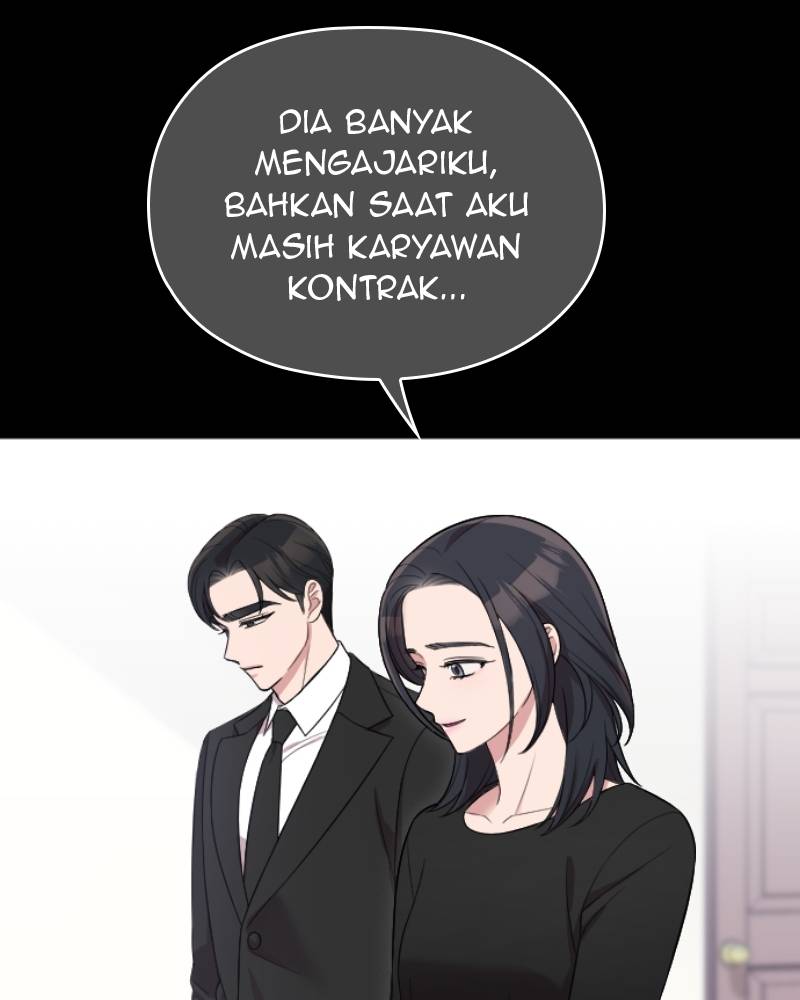 DIA BANYAK
MENGAJARIKU,
BAHKAN SAAT AKU
MASIH KARYAWAN
KONTRAK...